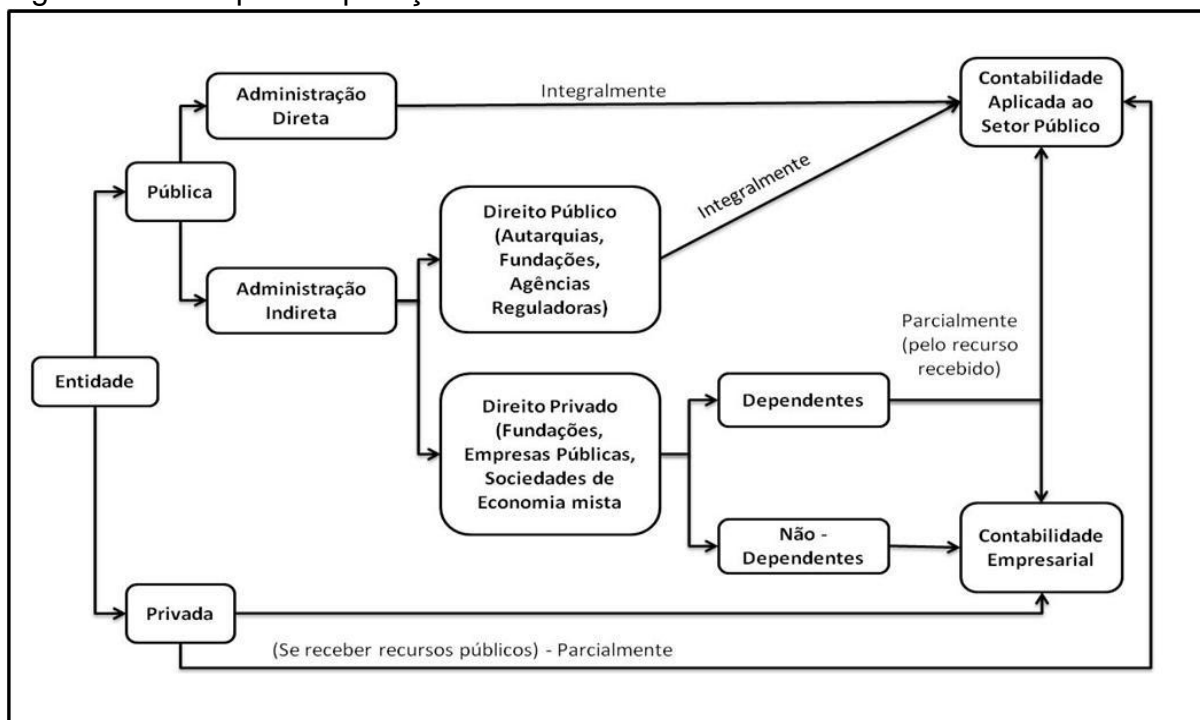 Administração
Direta
Integralmente
Contabilidade
Aplicada ao
Setor Público
Pública
Integralmente
Direito Público
(Autarquias,
Fundações,
Agências
Reguladoras)
Administração
Indireta
Parcialmente
(pelo recurso
recebido)
Entidade
Direito Privado
(Fundações,
Empresas Públicas,
Sociedades de
Economia mista
Dependentes
Não -
Dependentes
Contabilidade
Empresarial
Privada
(Se receber recursos públicos) - Parcialmente